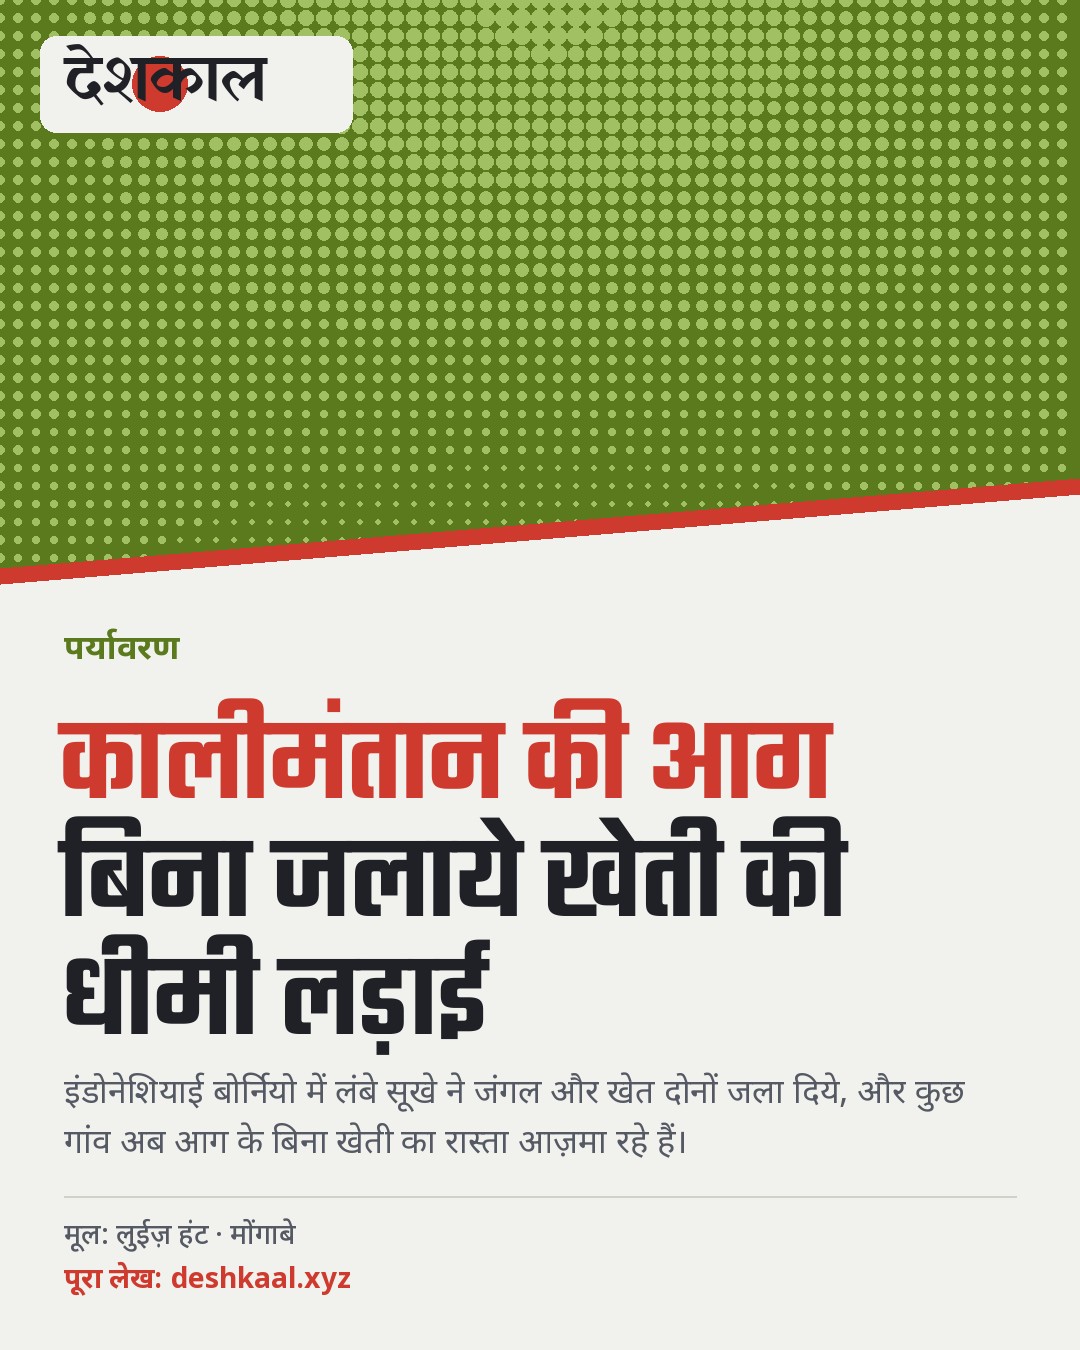 देशकाल
पर्यावरण
कालीमंतान की आग
बिना जलाये खेती की
धीमी लड़ाई
इंडोनेशियाई बोर्नियो में लंबे सूखे ने जंगल और खेत दोनों जला दिये, और कुछ
गांव अब आग के बिना खेती का रास्ता आज़मा रहे हैं।
मूल: लुईज़ हंट · मोंगाबे
पूरा लेख: deshkaal.xyz